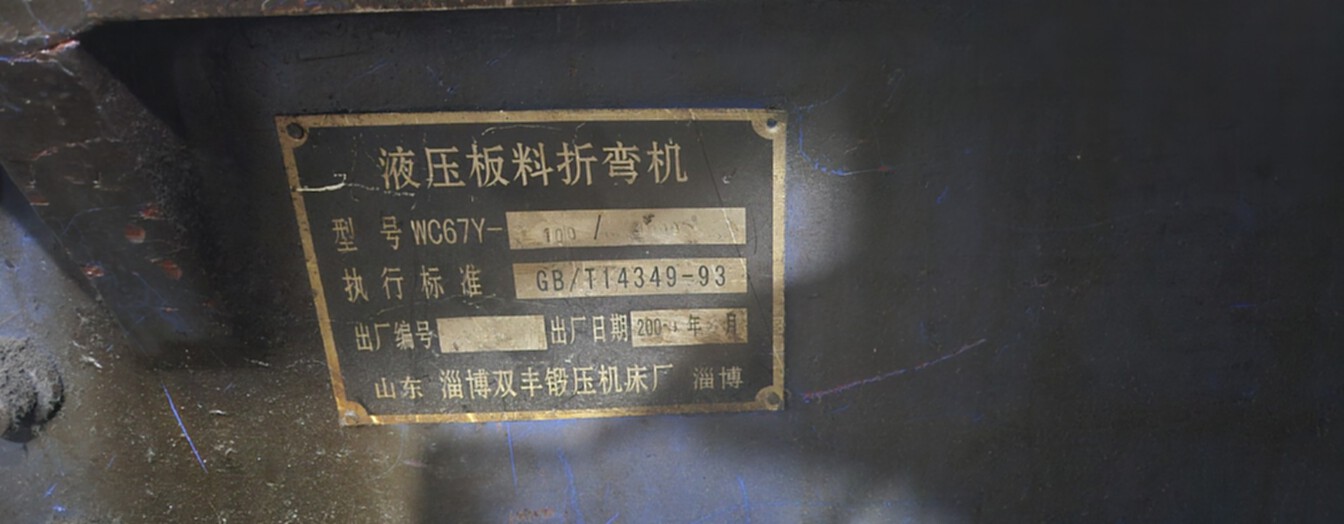 液压板料折弯机
型 号 WC67Y- 100 /
执 行 标 准 GB/T14349-93
出厂编号 出厂日期 200 年 月
山东 淄博双丰锻压机床厂 淄博